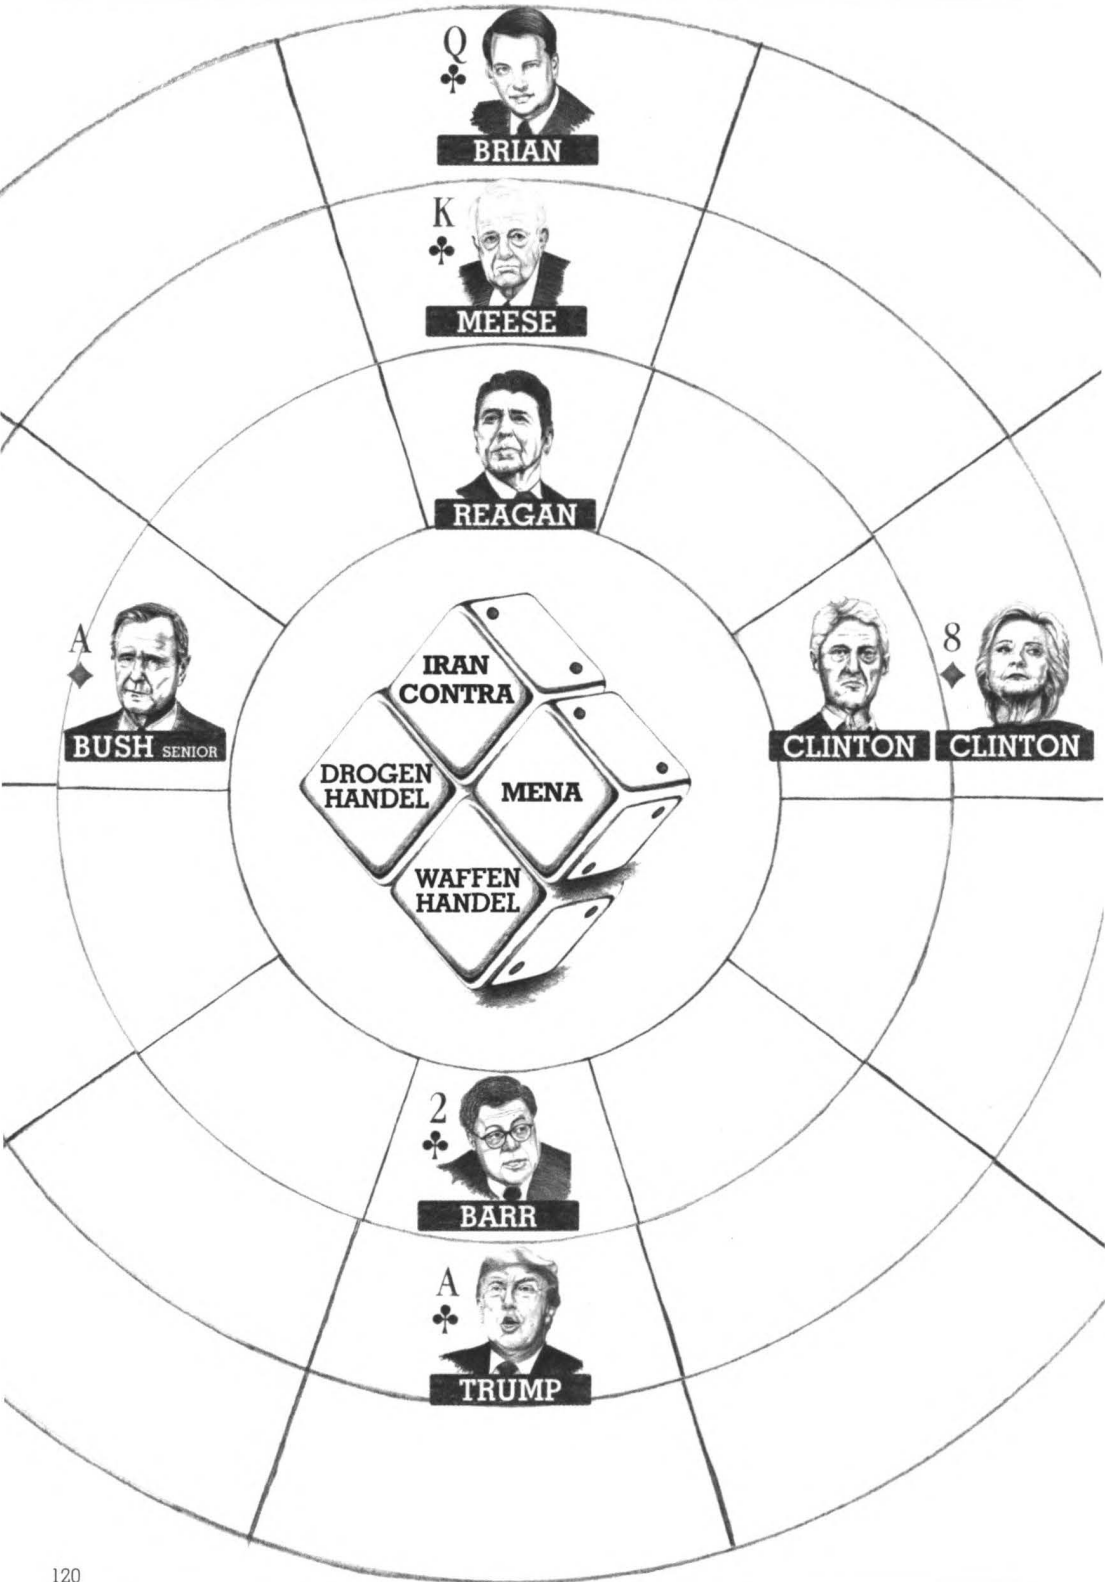 Q
BRIAN
K
MEESE
REAGAN
A
BUSH SENIOR
IRAN
CONTRA
DROGEN
HANDEL
MENA
WAFFEN
HANDEL
CLINTON
8
CLINTON
2
BARR
A
TRUMP
120